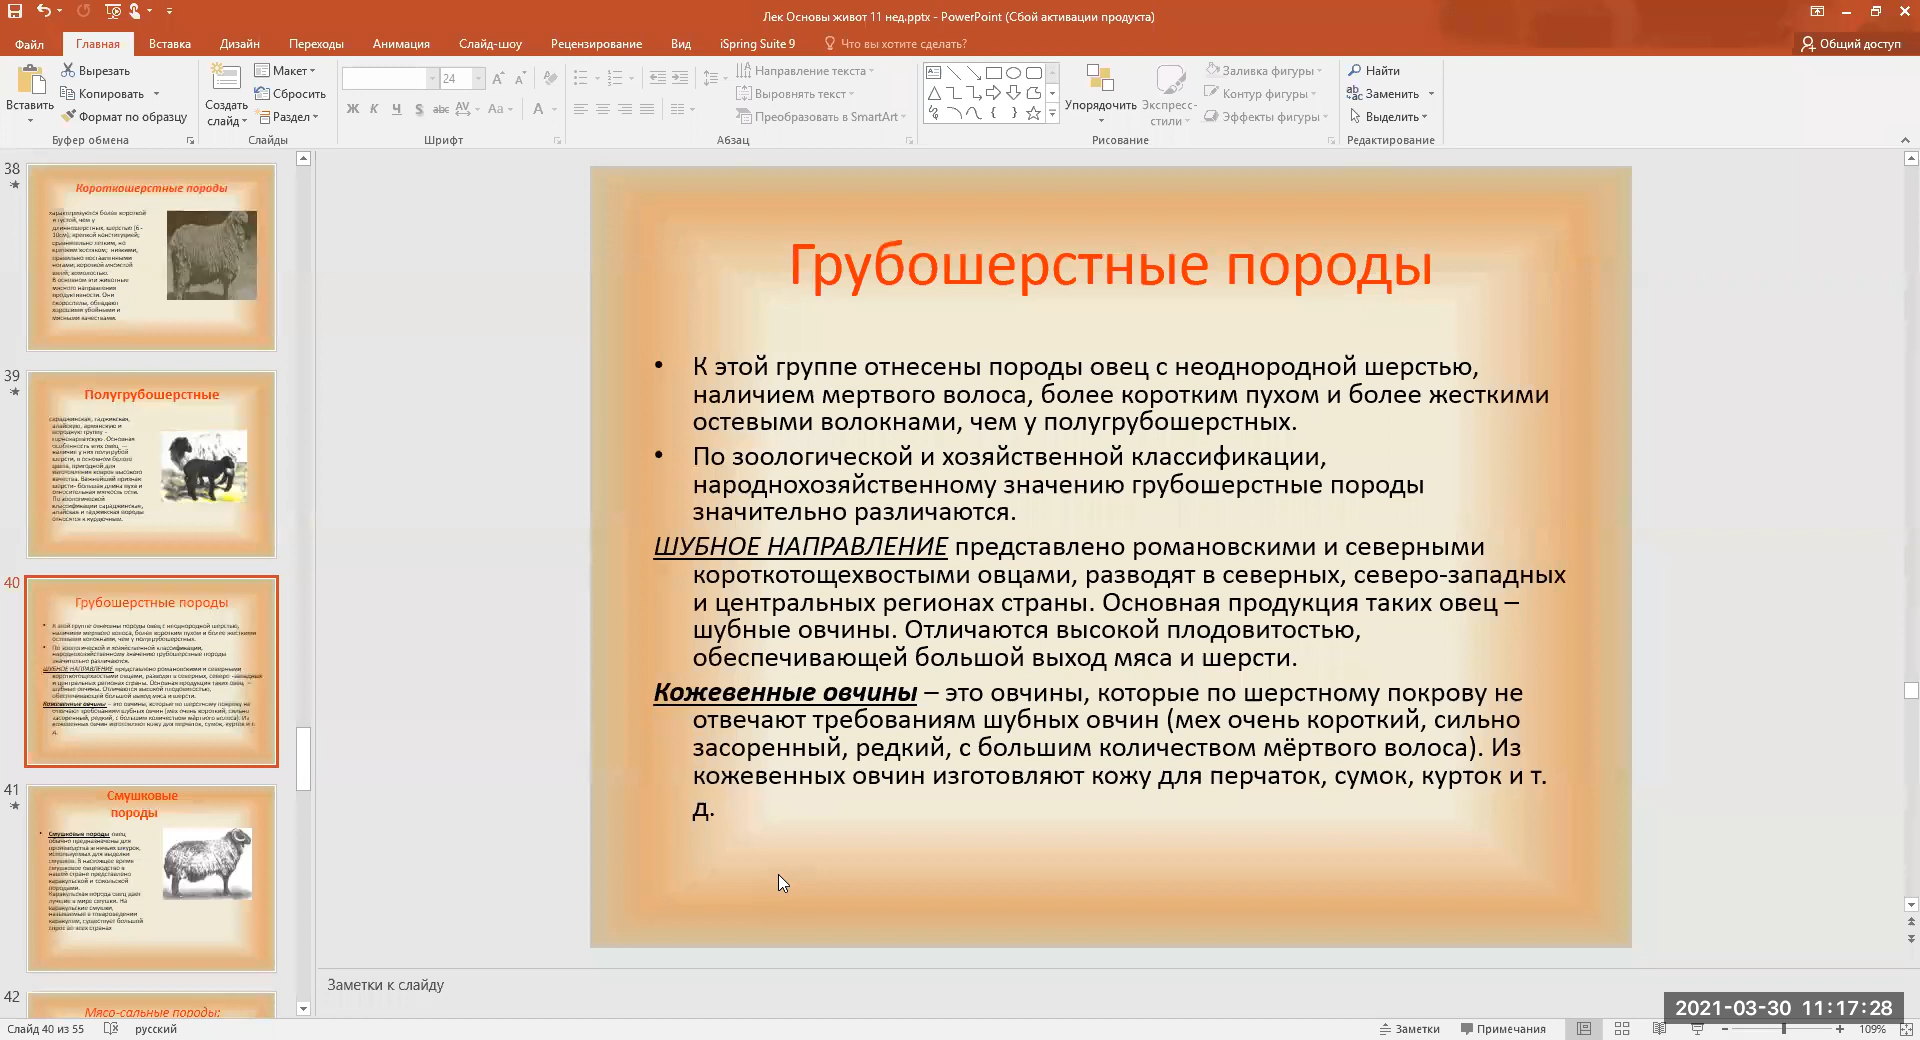 Лек Основы живот 11 нед.pptx - PowerPoint (Сбой активации продукта)
Файл
Главная
Вставка
Дизайн
Переходы
Анимация
Слайд-шоу
Рецензирование
Вид
iSpring Suite 9
Что вы хотите сделать?
Общий доступ
Вставить
Вырезать
Копировать
Формат по образцу
Буфер обмена
Создать
слайд
Макет
Сбросить
Раздел
Слайды
24
Ж К Ч S abc AV Aa А
Шрифт
Направление текста
Выровнять текст
Преобразовать в SmartArt
Абзац
Упорядочить
Экспресс-
стили
Заливка фигуры
Контур фигуры
Эффекты фигуры
Рисование
Найти
Заменить
Выделить
Редактирование
38
Короткошерстные породы
39
Полугрубошерстные
40
Грубошерстные породы
41
Смушковые
породы
42
Мясо-сальные породы:
Грубошерстные породы
• К этой группе отнесены породы овец с неоднородной шерстью,
наличием мертвого волоса, более коротким пухом и более жесткими
остевыми волокнами, чем у полугрубошерстных.
• По зоологической и хозяйственной классификации,
народнохозяйственному значению грубошерстные породы
значительно различаются.
ШУБНОЕ НАПРАВЛЕНИЕ представлено романовскими и северными
короткотощехвостыми овцами, разводят в северных, северо-западных
и центральных регионах страны. Основная продукция таких овец –
шубные овчины. Отличаются высокой плодовитостью,
обеспечивающей большой выход мяса и шерсти.
Кожевенные овчины – это овчины, которые по шерстному покрову не
отвечают требованиям шубных овчин (мех очень короткий, сильно
засоренный, редкий, с большим количеством мёртвого волоса). Из
кожевенных овчин изготовляют кожу для перчаток, сумок, курток и т.
д.
Заметки к слайду
2021-03-30 11:17:28
Слайд 40 из 55
русский
Заметки
Примечания
109%